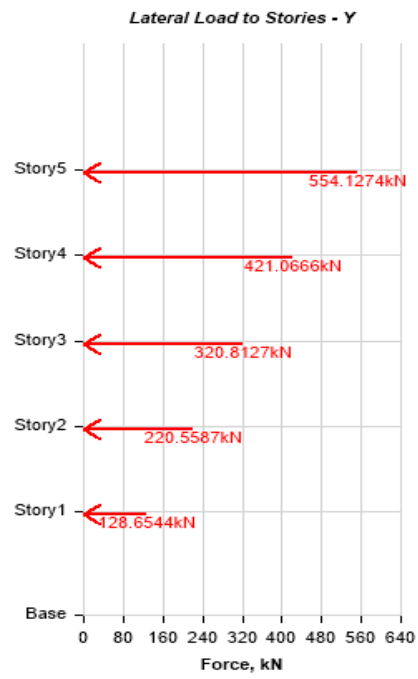 Lateral Load to Stories - Y
Story5
554.1274kN
Story4
421.0666kN
Story3
320.8127kN
Story2
220.5587kN
Story1
128.6544kN
Base
0 80 160 240 320 400 480 560 640
Force, kN